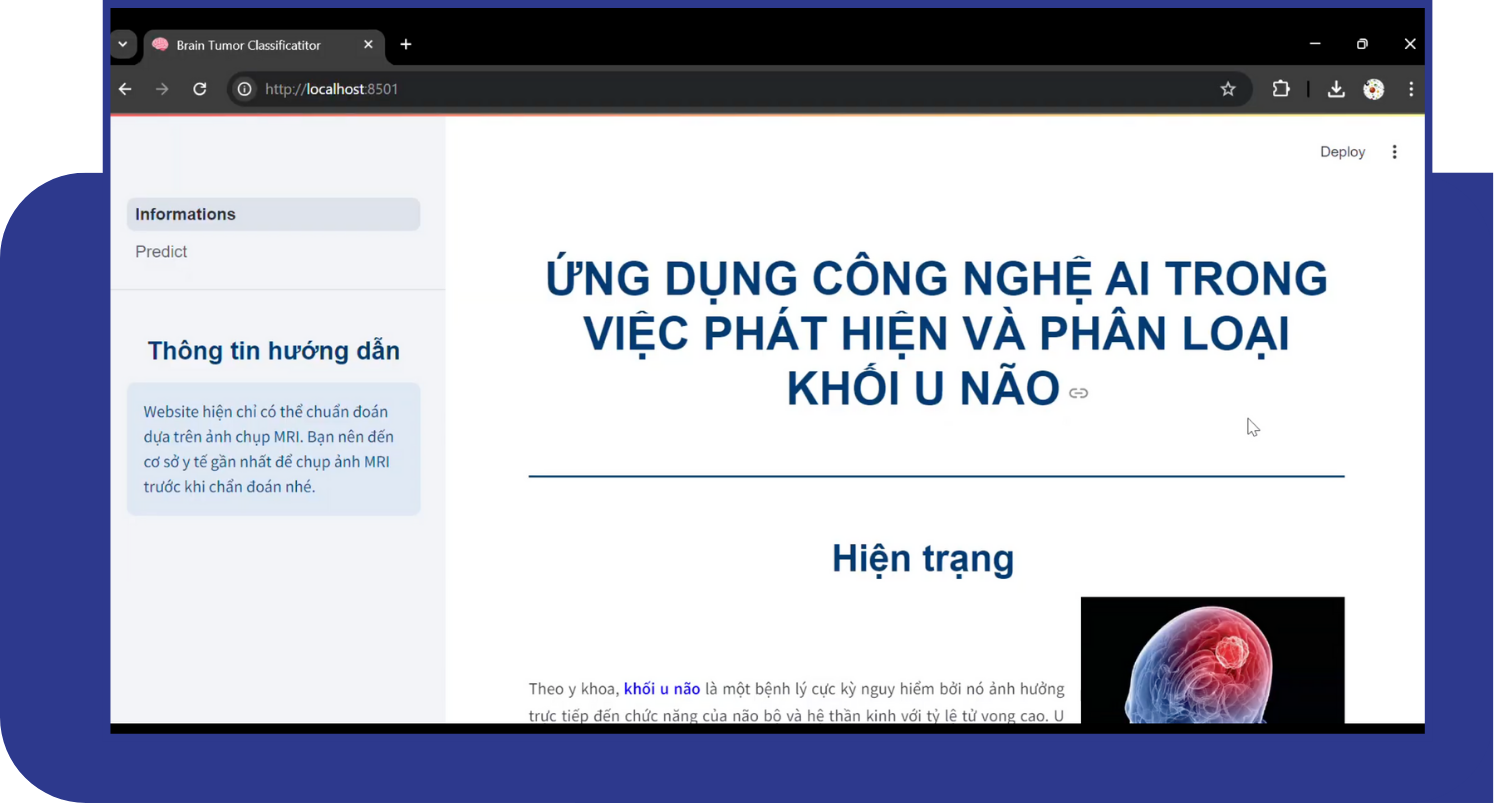 Brain Tumor Classificatitor
http://localhost:8501
Deploy
Informations
Predict
Thông tin hướng dẫn
Website hiện chỉ có thể chuẩn đoán
dựa trên ảnh chụp MRI. Bạn nên đến
cơ sở y tế gần nhất để chụp ảnh MRI
trước khi chẩn đoán nhé.
ỨNG DỤNG CÔNG NGHỆ AI TRONG
VIỆC PHÁT HIỆN VÀ PHÂN LOẠI
KHỐI U NÃO
Hiện trạng
Theo y khoa, khối u não là một bệnh lý cực kỳ nguy hiểm bởi nó ảnh hưởng
trực tiếp đến chức năng của não bộ và hệ thần kinh với tỷ lệ tử vong cao. U